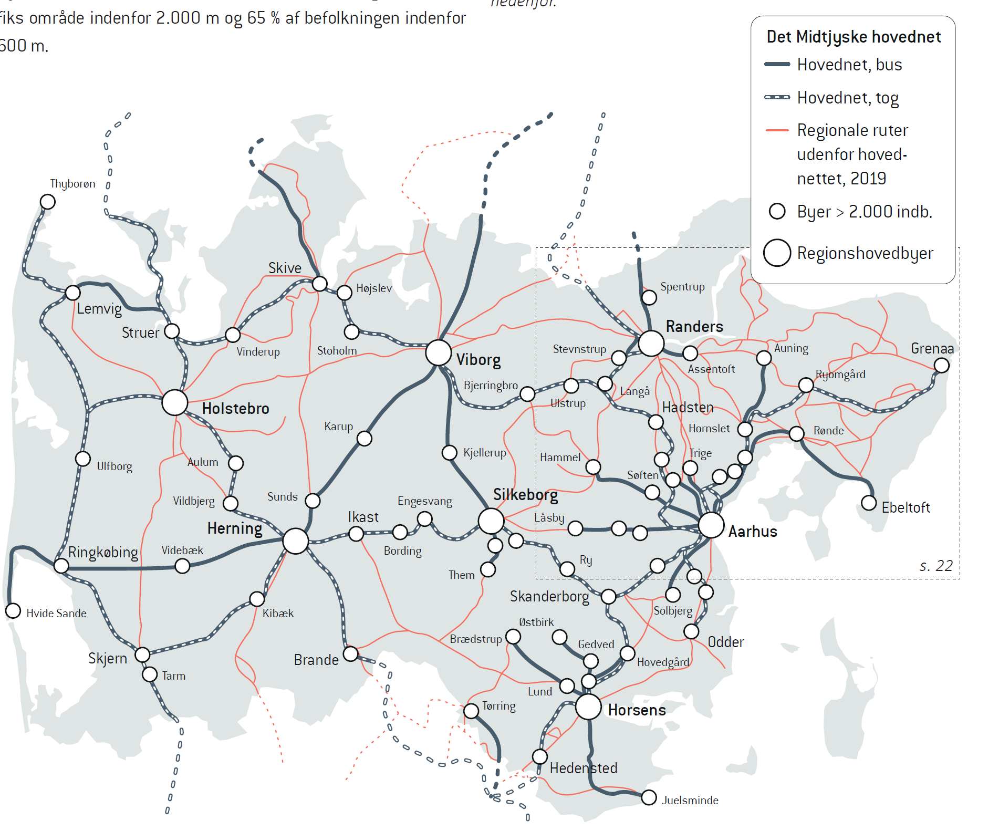 nedenfor.
fiks område indenfor 2.000 m og 65 % af befolkningen indenfor
600 m.
Det Midtjyske hovednet
Hovednet, bus
Hovednet, tog
Regionale ruter
udenfor hoved-
nettet, 2019
Byer > 2.000 indb.
Regionshovedbyer
Thyborøn
Skive
Højslev
Spentrup
Lemvig
Struer
Randers
Vinderup
Stoholm
Stevnstrup
Auning
Grenaa
Viborg
Assentoft
Ryomgård
Bjerringbro
Langå
Ulstrup
Holstebro
Hadsten
Karup
Hornslet
Rønde
Kjellerup
Trige
Hammel
Aulum
Ulfborg
Søften
Silkeborg
Sunds
Vildbjerg
Engesvang
Ebeltoft
Ikast
Låsby
Herning
Aarhus
Ringkøbing
Videbæk
Bording
Ry
s. 22
Them
Skanderborg
Hvide Sande
Kibæk
Solbjerg
Østbirk
Brædstrup
Gedved
Odder
Skjern
Brande
Hovedgård
Tarm
Lund
Tørring
Horsens
Hedensted
Juelsminde